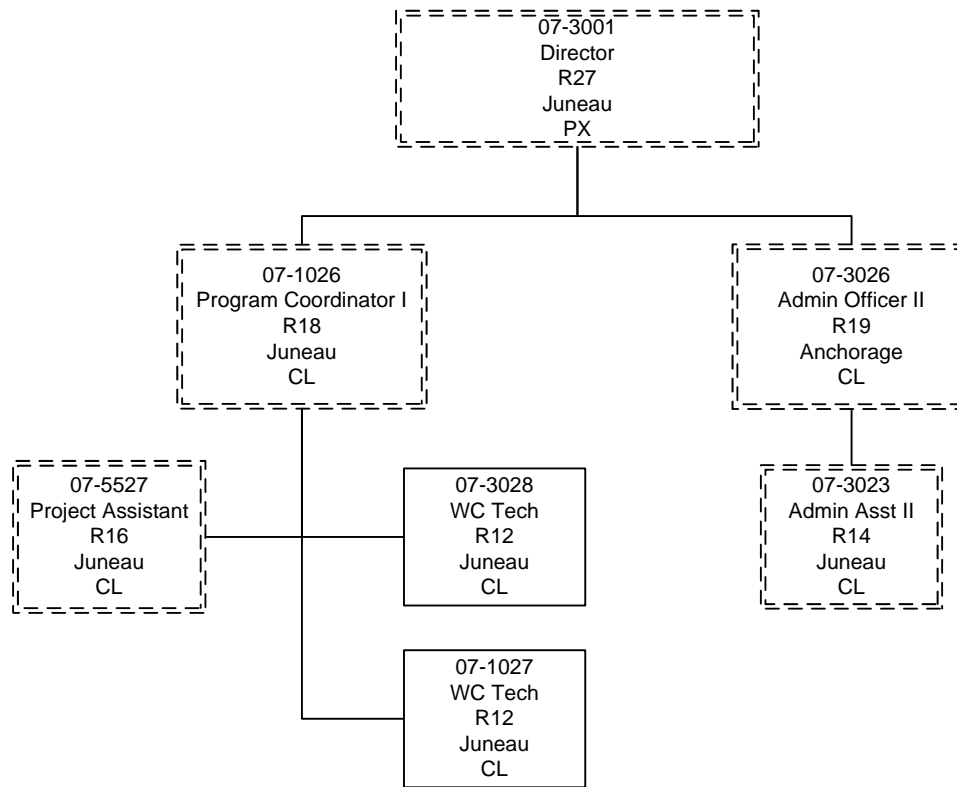 07-3001
Director
R27
Juneau
PX
07-1026
Program Coordinator I
R18
Juneau
CL
07-3026
Admin Officer II
R19
Anchorage
CL
07-5527
Project Assistant
R16
Juneau
CL
07-3028
WC Tech
R12
Juneau
CL
07-3023
Admin Asst II
R14
Juneau
CL
07-1027
WC Tech
R12
Juneau
CL